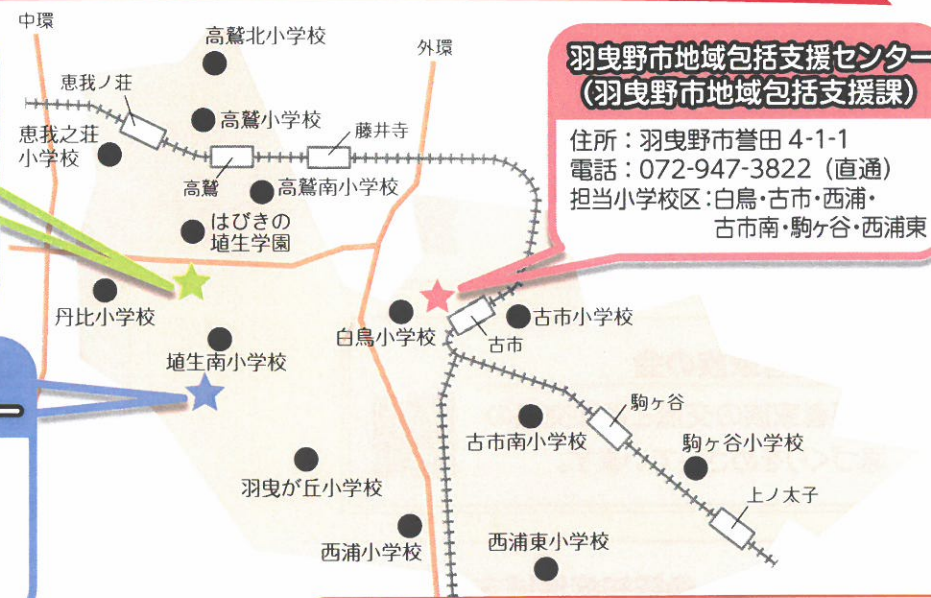 中環
高鷲北小学校
外環
恵我ノ荘
高鷲小学校
藤井寺
恵我之荘
小学校
高鷲
高鷲南小学校
はびきの
埴生学園
羽曳野市地域包括支援センター
(羽曳野市地域包括支援課)
住所:羽曳野市誉田 4-1-1
電話:072-947-3822 (直通)
担当小学校区:白鳥・古市・西浦・
古市南・駒ヶ谷・西浦東
丹比小学校
白鳥小学校
古市小学校
古市
埴生南小学校
ー
駒ヶ谷
古市南小学校
駒ヶ谷小学校
羽曳が丘小学校
上ノ太子
西浦小学校
西浦東小学校